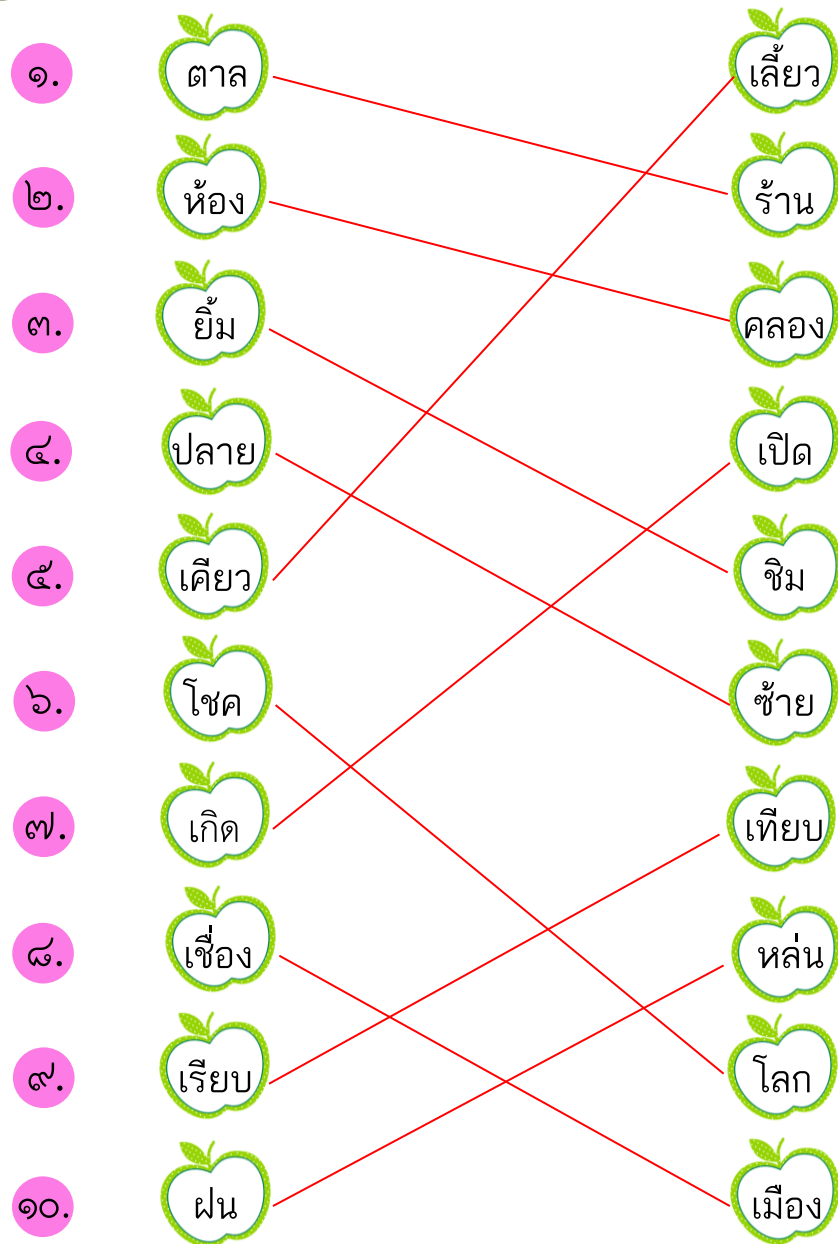 ๑. ตาล เลี้ยว
๒. ห้อง ร้าน
๓. ยิ้ม คลอง
๔. ปลาย เปิด
๕. เคียว ชิม
๖. โชค ซ้าย
๗. เกิด เทียบ
๘. เชื่อง หล่น
๙. เรียบ โลก
๑๐. ฝน เมือง